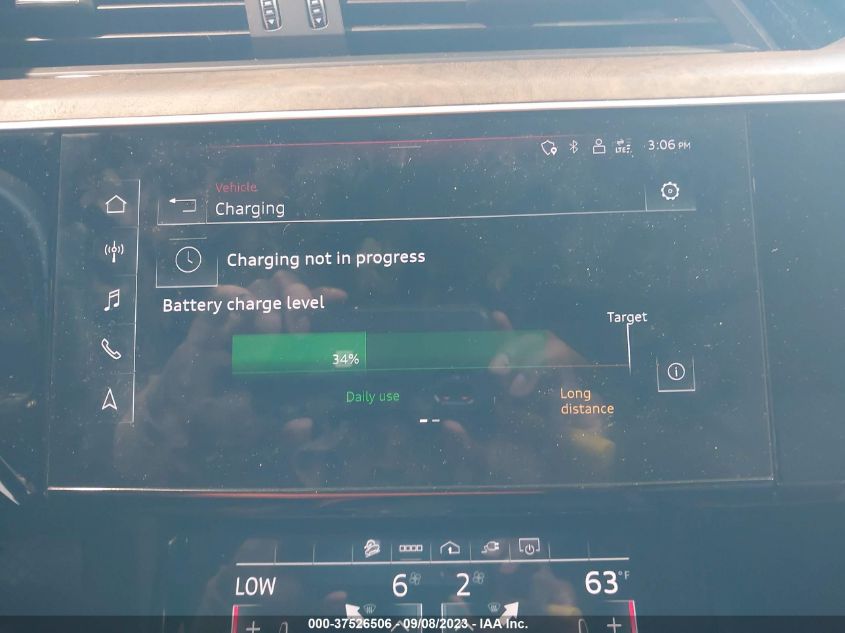 3:06 PM
LTE
Vehicle
Charging
Charging not in progress
Battery charge level
Target
34%
Daily use
Long
distance
LOW 6 2 63°F
000-37526506 - 09/08/2023 - IAA Inc.